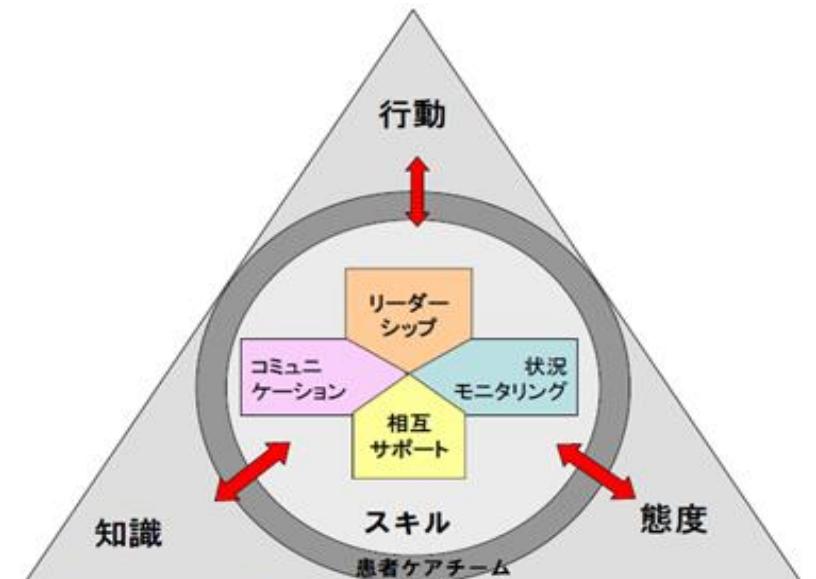 行動
リーダー
シップ
コミュニ
ケーション
状況
モニタリング
相互
サポート
スキル
知識
態度
患者ケアチーム